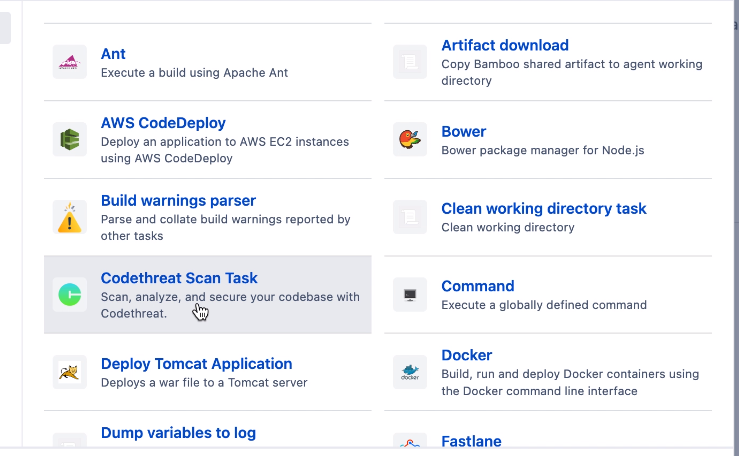 Ant
Execute a build using Apache Ant
Artifact download
Copy Bamboo shared artifact to agent working
directory
AWS CodeDeploy
Deploy an application to AWS EC2 instances
using AWS CodeDeploy
Bower
Bower package manager for Node.js
Build warnings parser
Parse and collate build warnings reported by
other tasks
Clean working directory task
Clean working directory
Codethreat Scan Task
Scan, analyze, and secure your codebase with
Codethreat.
Command
Execute a globally defined command
Deploy Tomcat Application
Deploys a war file to a Tomcat server
docker
Docker
Build, run and deploy Docker containers using
the Docker command line interface
Dump variables to log
Fastlane